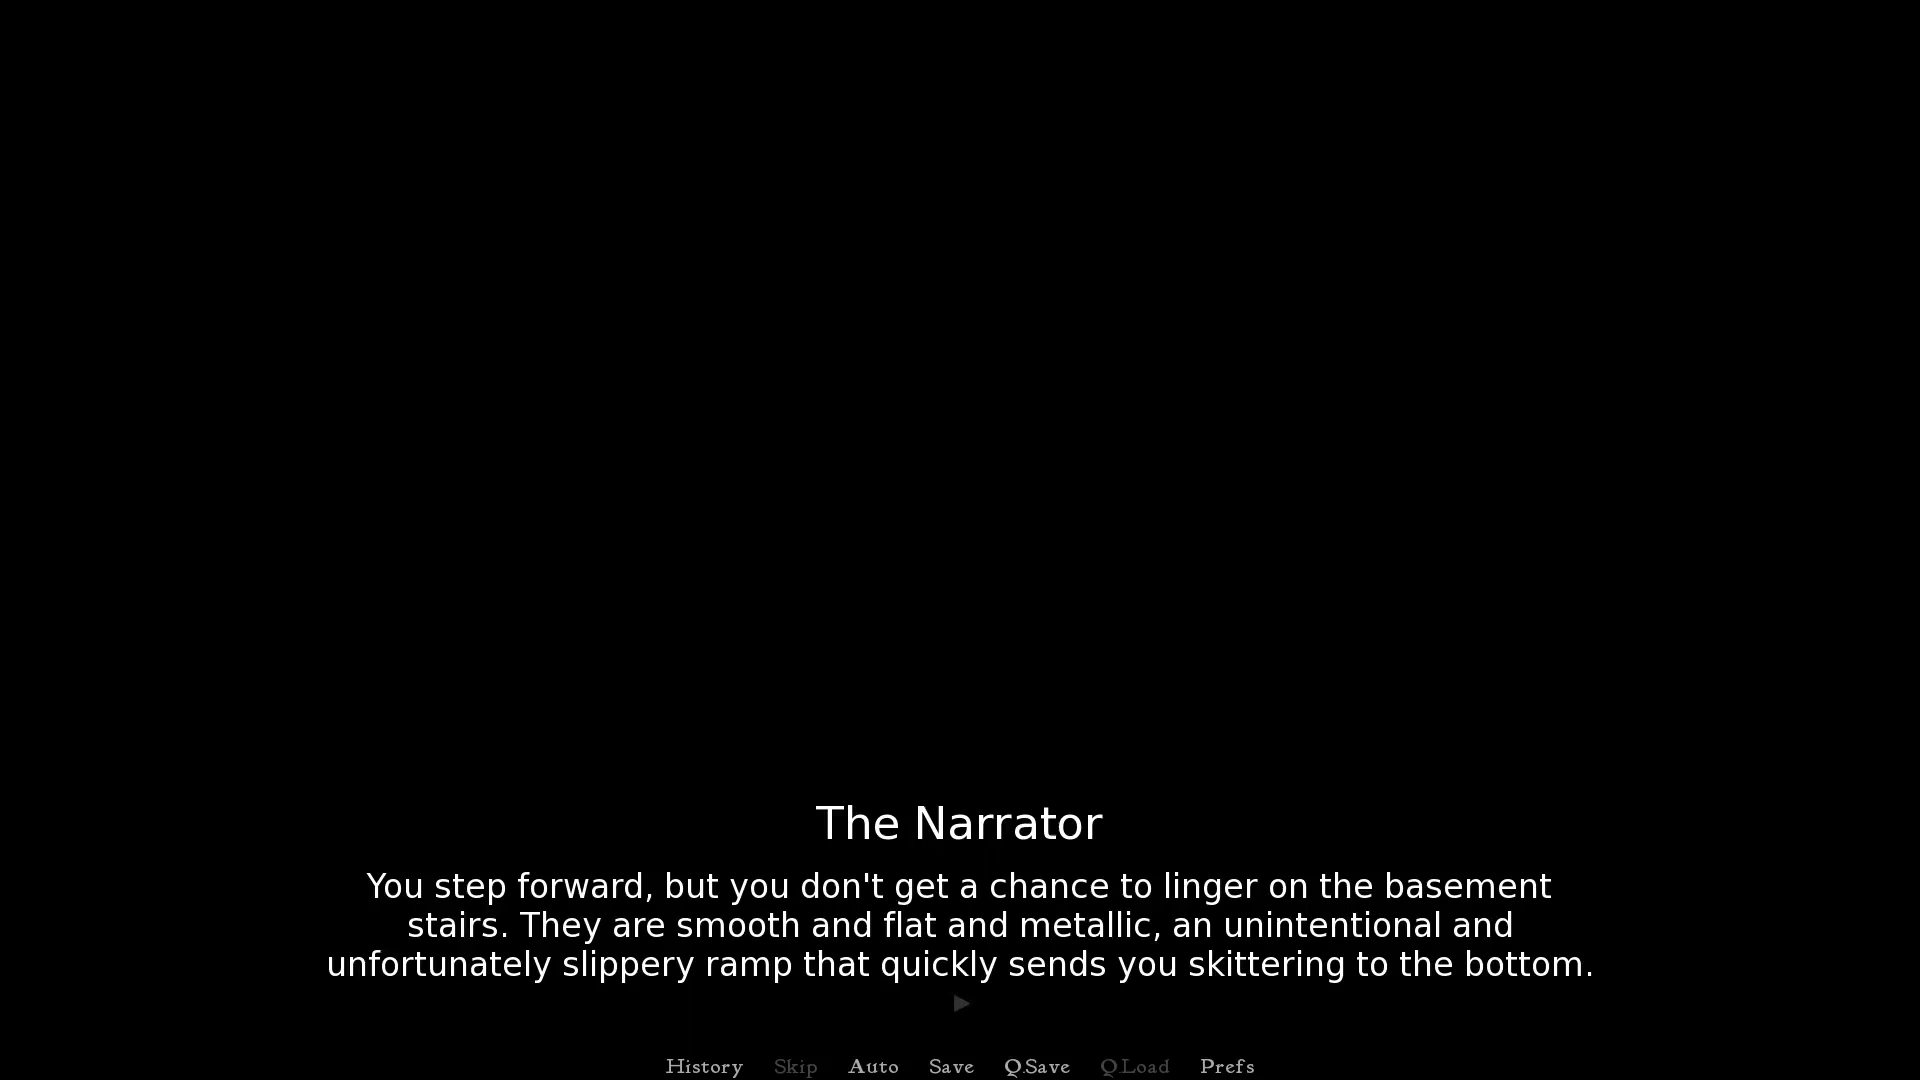 The Narrator
You step forward, but you don't get a chance to linger on the basement
stairs. They are smooth and flat and metallic, an unintentional and
unfortunately slippery ramp that quickly sends you skittering to the bottom.
History Skip Auto Save Q.Save Q.Load Prefs